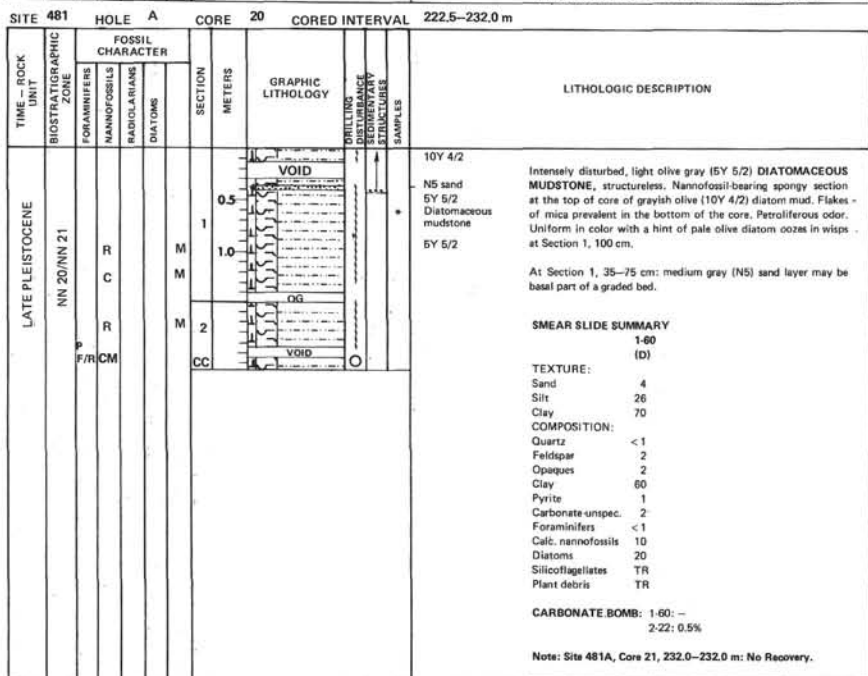 SITE 481 HOLE A CORE 20 CORED INTERVAL 222.5–232.0 m
TIME – ROCK UNIT
BIOSTRATIGRAPHIC ZONE
FOSSIL CHARACTER
FORAMINIFERS
NANNOFOSSILS
RADIOLARIANS
DIATOMS
SECTION
METERS
GRAPHIC LITHOLOGY
DRILLING DISTURBANCE
SEDIMENTARY STRUCTURES
SAMPLES
LITHOLOGIC DESCRIPTION
LATE PLEISTOCENE
NN 20/NN 21
R M
C M
R M
P
F/R CM
1
2
CC
0.5
1.0
VOID
OG
VOID
*
10Y 4/2
N5 sand
5Y 5/2
Diatomaceous
mudstone
5Y 5/2
Intensely disturbed, light olive gray (5Y 5/2) DIATOMACEOUS
MUDSTONE, structureless. Nannofossil-bearing spongy section
at the top of core of grayish olive (10Y 4/2) diatom mud. Flakes
of mica prevalent in the bottom of the core. Petroliferous odor.
Uniform in color with a hint of pale olive diatom oozes in wisps
at Section 1, 100 cm.
At Section 1, 35–75 cm: medium gray (N5) sand layer may be
basal part of a graded bed.
SMEAR SLIDE SUMMARY
1-60
(D)
TEXTURE:
Sand 4
Silt 26
Clay 70
COMPOSITION:
Quartz <1
Feldspar 2
Opaques 2
Clay 60
Pyrite 1
Carbonate unspec. 2
Foraminifers <1
Calc. nannofossils 10
Diatoms 20
Silicoflagellates TR
Plant debris TR
CARBONATE BOMB: 1-60: –
2-22: 0.5%
Note: Site 481A, Core 21, 232.0–232.0 m: No Recovery.